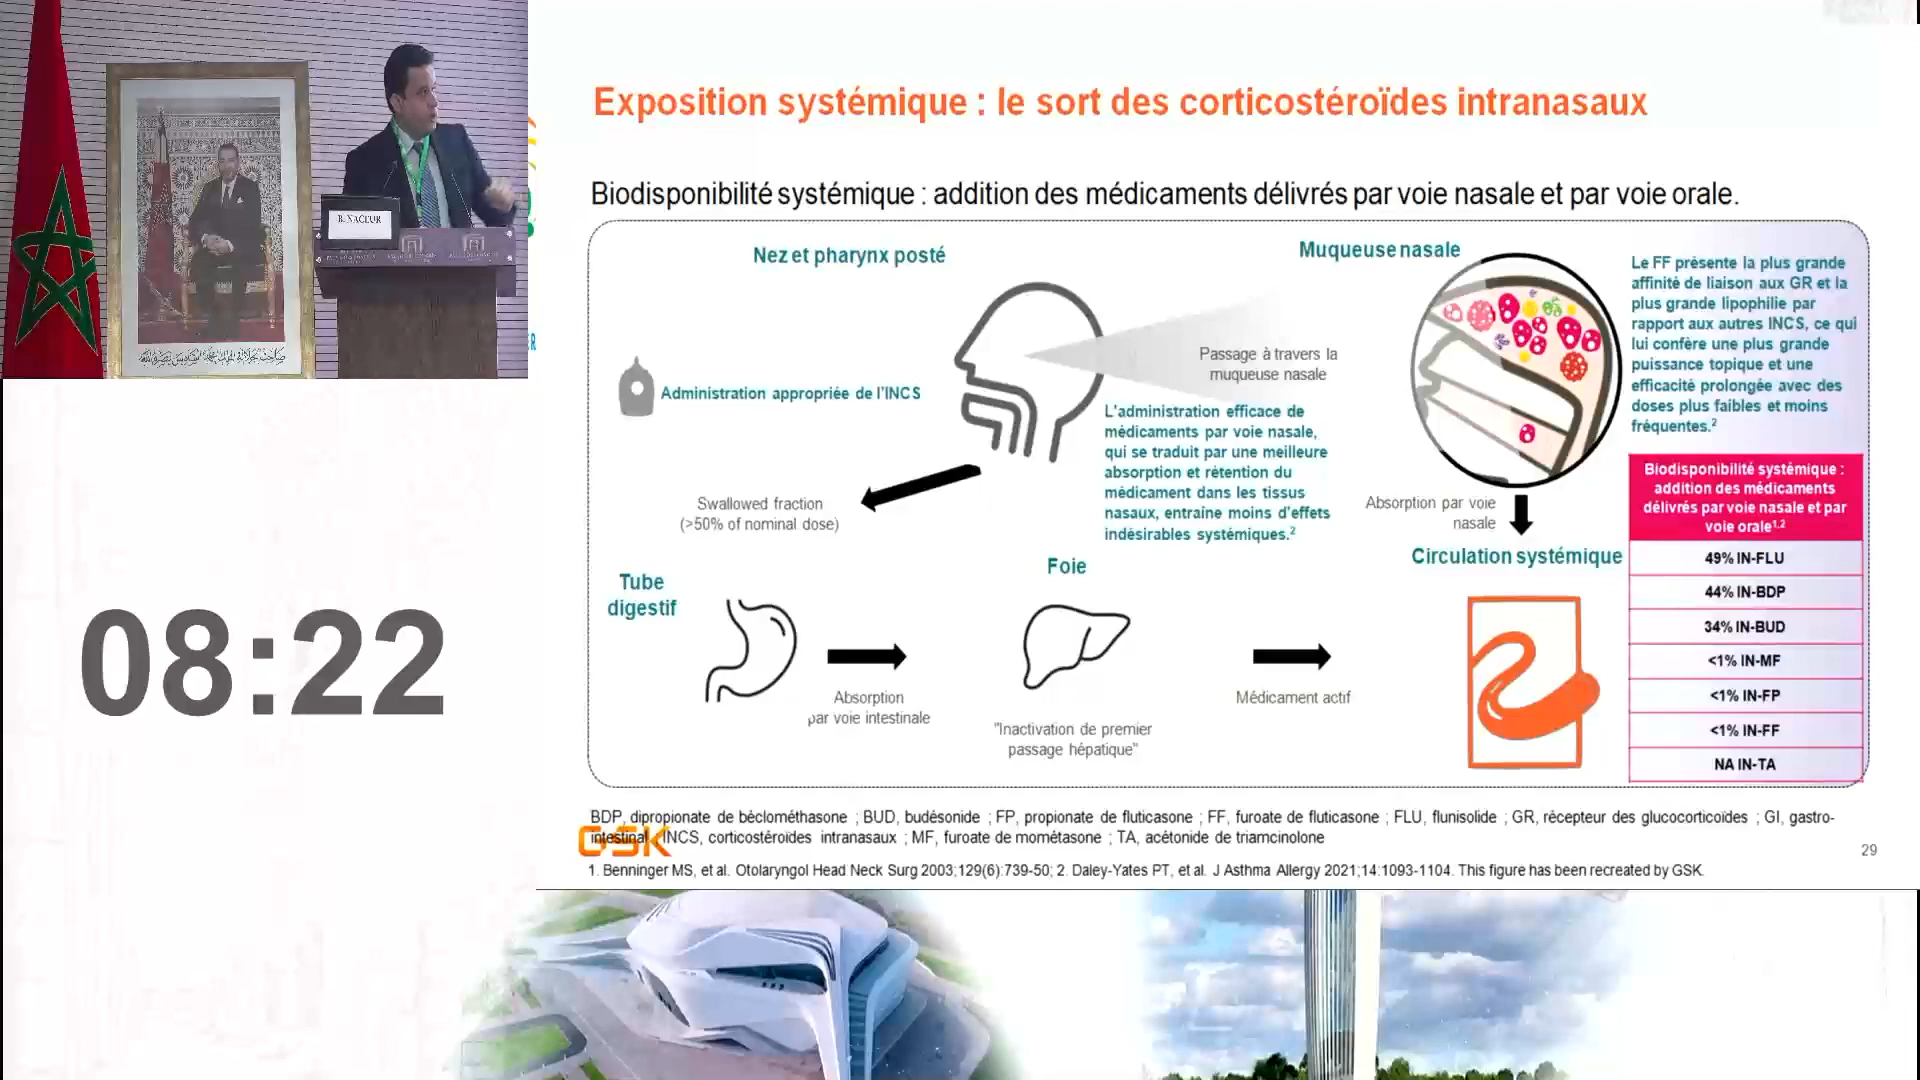 B. NACEUR
08:22
Exposition systémique : le sort des corticostéroïdes intranasaux
Biodisponibilité systémique : addition des médicaments délivrés par voie nasale et par voie orale.
Nez et pharynx posté
Muqueuse nasale
Administration appropriée de l'INCS
Passage à travers la
muqueuse nasale
L'administration efficace de
médicaments par voie nasale,
qui se traduit par une meilleure
absorption et rétention du
médicament dans les tissus
nasaux, entraîne moins d'effets
indésirables systémiques.²
Le FF présente la plus grande
affinité de liaison aux GR et la
plus grande lipophilie par
rapport aux autres INCS, ce qui
lui confère une plus grande
puissance topique et une
efficacité prolongée avec des
doses plus faibles et moins
fréquentes.²
Swallowed fraction
(>50% of nominal dose)
Absorption par voie
nasale
Circulation systémique
Tube
digestif
Foie
Absorption
par voie intestinale
"Inactivation de premier
passage hépatique"
Médicament actif
Biodisponibilité systémique :
addition des médicaments
délivrés par voie nasale et par
voie orale¹,²
49% IN-FLU
44% IN-BDP
34% IN-BUD
<1% IN-MF
<1% IN-FP
<1% IN-FF
NA IN-TA
BDP, dipropionate de béclométhasone ; BUD, budésonide ; FP, propionate de fluticasone ; FF, furoate de fluticasone ; FLU, flunisolide ; GR, récepteur des glucocorticoïdes ; GI, gastro-
intestinal INCS, corticostéroïdes intranasaux ; MF, furoate de mométasone ; TA, acétonide de triamcinolone
GSK
29
1. Benninger MS, et al. Otolaryngol Head Neck Surg 2003;129(6):739-50; 2. Daley-Yates PT, et al. J Asthma Allergy 2021;14:1093-1104. This figure has been recreated by GSK.